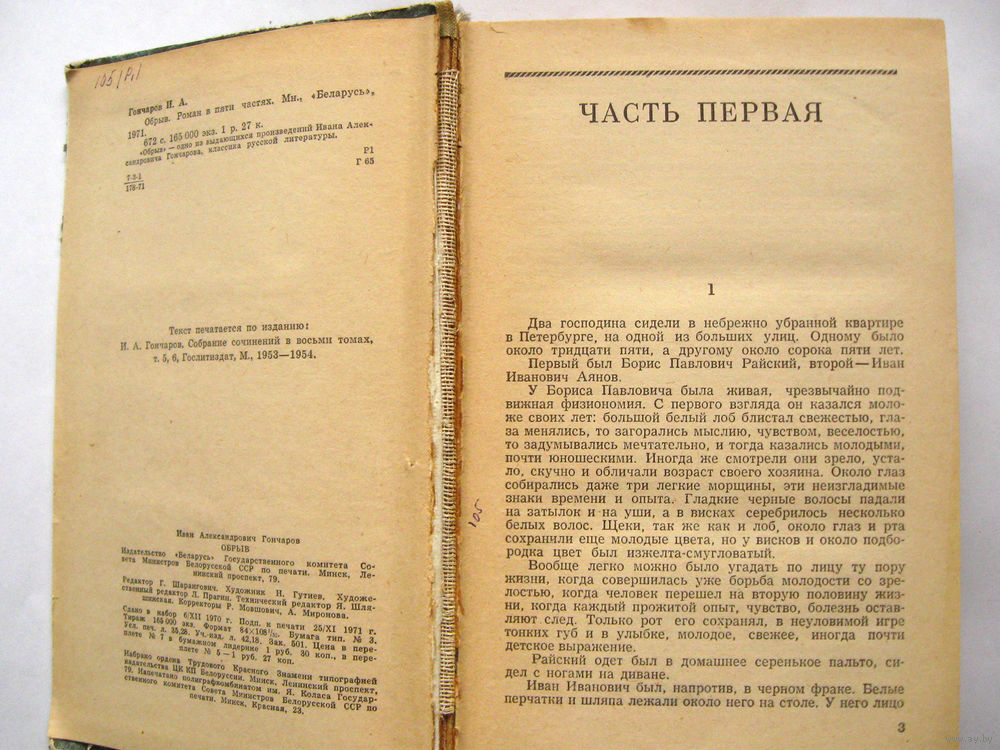 105/Р1
Гончаров И. А.
Обрыв. Роман в пяти частях. Мн., «Беларусь»,
1971.
672 с. 165 000 экз. 1 р. 27 к.
«Обрыв» — одно из выдающихся произведений Ивана Алек-
сандровича Гончарова, классика русской литературы.
7-3-1
178-71
Р1
Г 65
Текст печатается по изданию:
И. А. Гончаров, Собрание сочинений в восьми томах,
т. 5, 6, Гослитиздат, М., 1953—1954.
Иван Александрович Гончаров
ОБРЫВ
Издательство «Беларусь» Государственного комитета Со-
вета Министров Белорусской ССР по печати. Минск, Ле-
нинский проспект, 79.
Редактор Г. Шарангович. Художник Н. Гутиев. Художе-
ственный редактор Л. Прагин. Технический редактор Я. Шля-
пинская. Корректоры Р. Мовшович, А. Миронова.
Сдано в набор 6/XII 1970 г. Подп. к печати 25/XI 1971 г.
Тираж 165 000 экз. Формат 84×108¹/₃₂. Бумага тип. № 3.
Усл. печ. л. 35,28. Уч.-изд. л. 42,18. Зак. 501. Цена в пере-
плете № 7 в бумажном лидерине 1 руб. 30 коп., в пере-
плете № 5 — 1 руб. 27 коп.
Набрано ордена Трудового Красного Знамени типографией
издательства ЦК КП Белоруссии. Минск, Ленинский проспект,
79. Напечатано полиграфкомбинатом им. Я. Коласа Государ-
ственного комитета Совета Министров Белорусской ССР по
печати. Минск, Красная, 23.
105
ЧАСТЬ ПЕРВАЯ
1
Два господина сидели в небрежно убранной квартире
в Петербурге, на одной из больших улиц. Одному было
около тридцати пяти, а другому около сорока пяти лет.
Первый был Борис Павлович Райский, второй — Иван
Иванович Аянов.
У Бориса Павловича была живая, чрезвычайно под-
вижная физиономия. С первого взгляда он казался моло-
же своих лет: большой белый лоб блистал свежестью, гла-
за менялись, то загорались мыслию, чувством, веселостью,
то задумывались мечтательно, и тогда казались молодыми,
почти юношескими. Иногда же смотрели они зрело, уста-
ло, скучно и обличали возраст своего хозяина. Около глаз
собирались даже три легкие морщины, эти неизгладимые
знаки времени и опыта. Гладкие черные волосы падали
на затылок и на уши, а в висках серебрилось несколько
белых волос. Щеки, так же как и лоб, около глаз и рта
сохранили еще молодые цвета, но у висков и около подбо-
родка цвет был изжелта-смугловатый.
Вообще легко можно было угадать по лицу ту пору
жизни, когда совершилась уже борьба молодости со зре-
лостью, когда человек перешел на вторую половину жиз-
ни, когда каждый прожитой опыт, чувство, болезнь остав-
ляют след. Только рот его сохранял, в неуловимой игре
тонких губ и в улыбке, молодое, свежее, иногда почти
детское выражение.
Райский одет был в домашнее серенькое пальто, си-
дел с ногами на диване.
Иван Иванович был, напротив, в черном фраке. Белые
перчатки и шляпа лежали около него на столе. У него лицо
3
www.ay.by